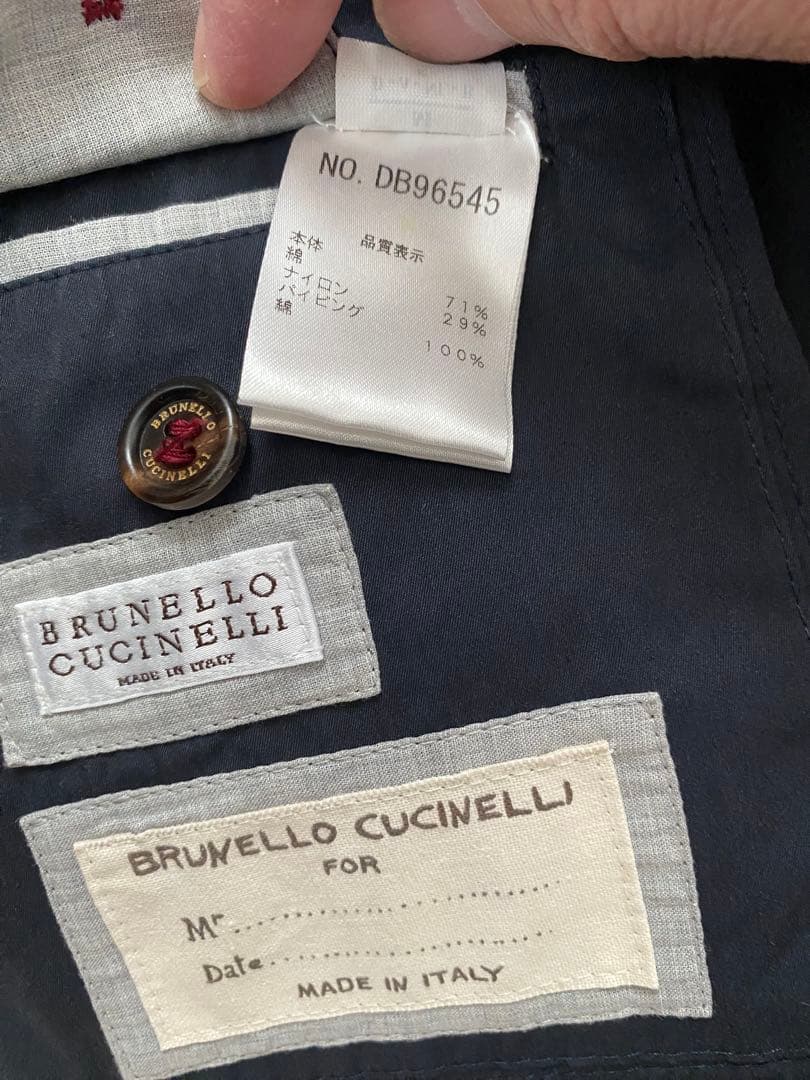 NO. DB96545
品質表示
本体
綿 71%
ナイロン 29%
パイピング
綿 100%
BRUNELLO
CUCINELLI
BRUNELLO
CUCINELLI
MADE IN ITALY
BRUNELLO CUCINELLI
FOR
Mr
Date
MADE IN ITALY